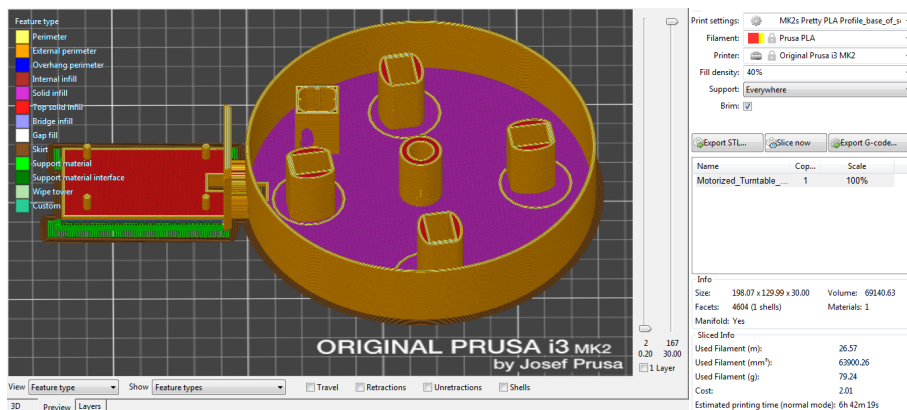 Feature type
Perimeter
External perimeter
Overhang perimeter
Internal infill
Solid infill
Top solid infill
Bridge infill
Gap fill
Skirt
Support material
Support material interface
Wipe tower
Custom
ORIGINAL PRUSA i3 MK2
by Josef Prusa
2 167
0.20 30.00
1 Layer
View Feature type Show Feature types Travel Retractions Unretractions Shells
3D Preview Layers
Print settings: MK2s Pretty PLA Profile_base_of_s
Filament: Prusa PLA
Printer: Original Prusa i3 MK2
Fill density: 40%
Support: Everywhere
Brim:
Export STL... Slice now Export G-code...
Name Cop... Scale
Motorized_Turntable_... 1 100%
Info
Size: 198.07 x 129.99 x 30.00 Volume: 69140.63
Facets: 4604 (1 shells) Materials: 1
Manifold: Yes
Sliced Info
Used Filament (m): 26.57
Used Filament (mm³): 63900.26
Used Filament (g): 79.24
Cost: 2.01
Estimated printing time (normal mode): 6h 42m 19s